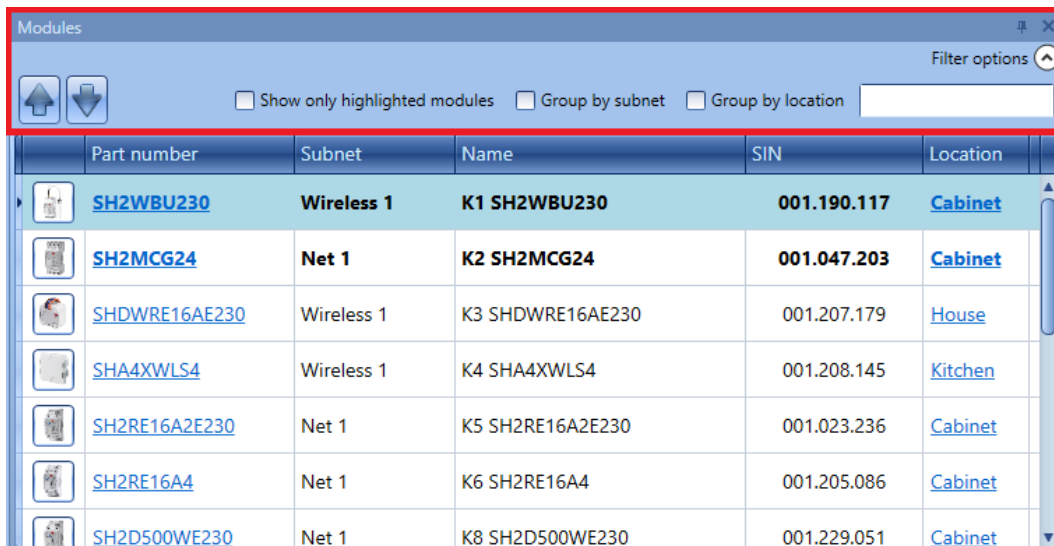 Modules
Filter options
Show only highlighted modules Group by subnet Group by location
Part number Subnet Name SIN Location
SH2WBU230 Wireless 1 K1 SH2WBU230 001.190.117 Cabinet
SH2MCG24 Net 1 K2 SH2MCG24 001.047.203 Cabinet
SHDWRE16AE230 Wireless 1 K3 SHDWRE16AE230 001.207.179 House
SHA4XWLS4 Wireless 1 K4 SHA4XWLS4 001.208.145 Kitchen
SH2RE16A2E230 Net 1 K5 SH2RE16A2E230 001.023.236 Cabinet
SH2RE16A4 Net 1 K6 SH2RE16A4 001.205.086 Cabinet
SH2D500WE230 Net 1 K8 SH2D500WE230 001.229.051 Cabinet